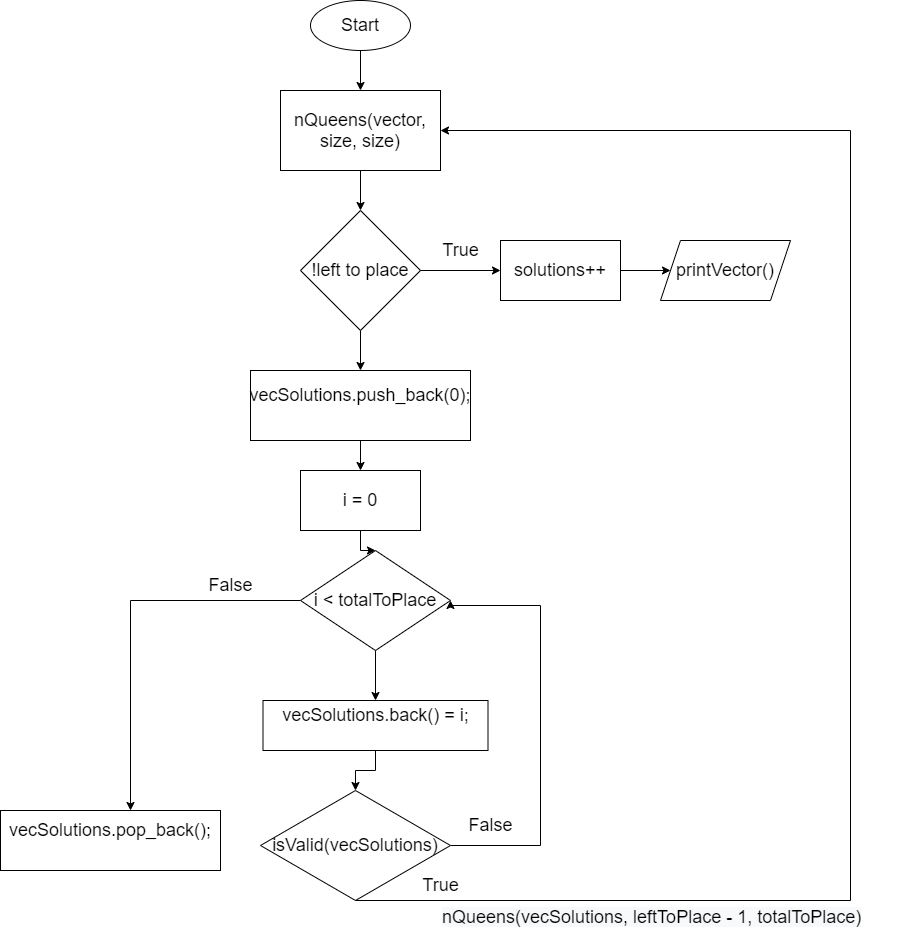 Start
nQueens(vector,
size, size)
True
!left to place
solutions++
printVector()
vecSolutions.push_back(0);
i = 0
False
i < totalToPlace
vecSolutions.back() = i;
vecSolutions.pop_back();
False
isValid(vecSolutions)
True
nQueens(vecSolutions, leftToPlace - 1, totalToPlace)